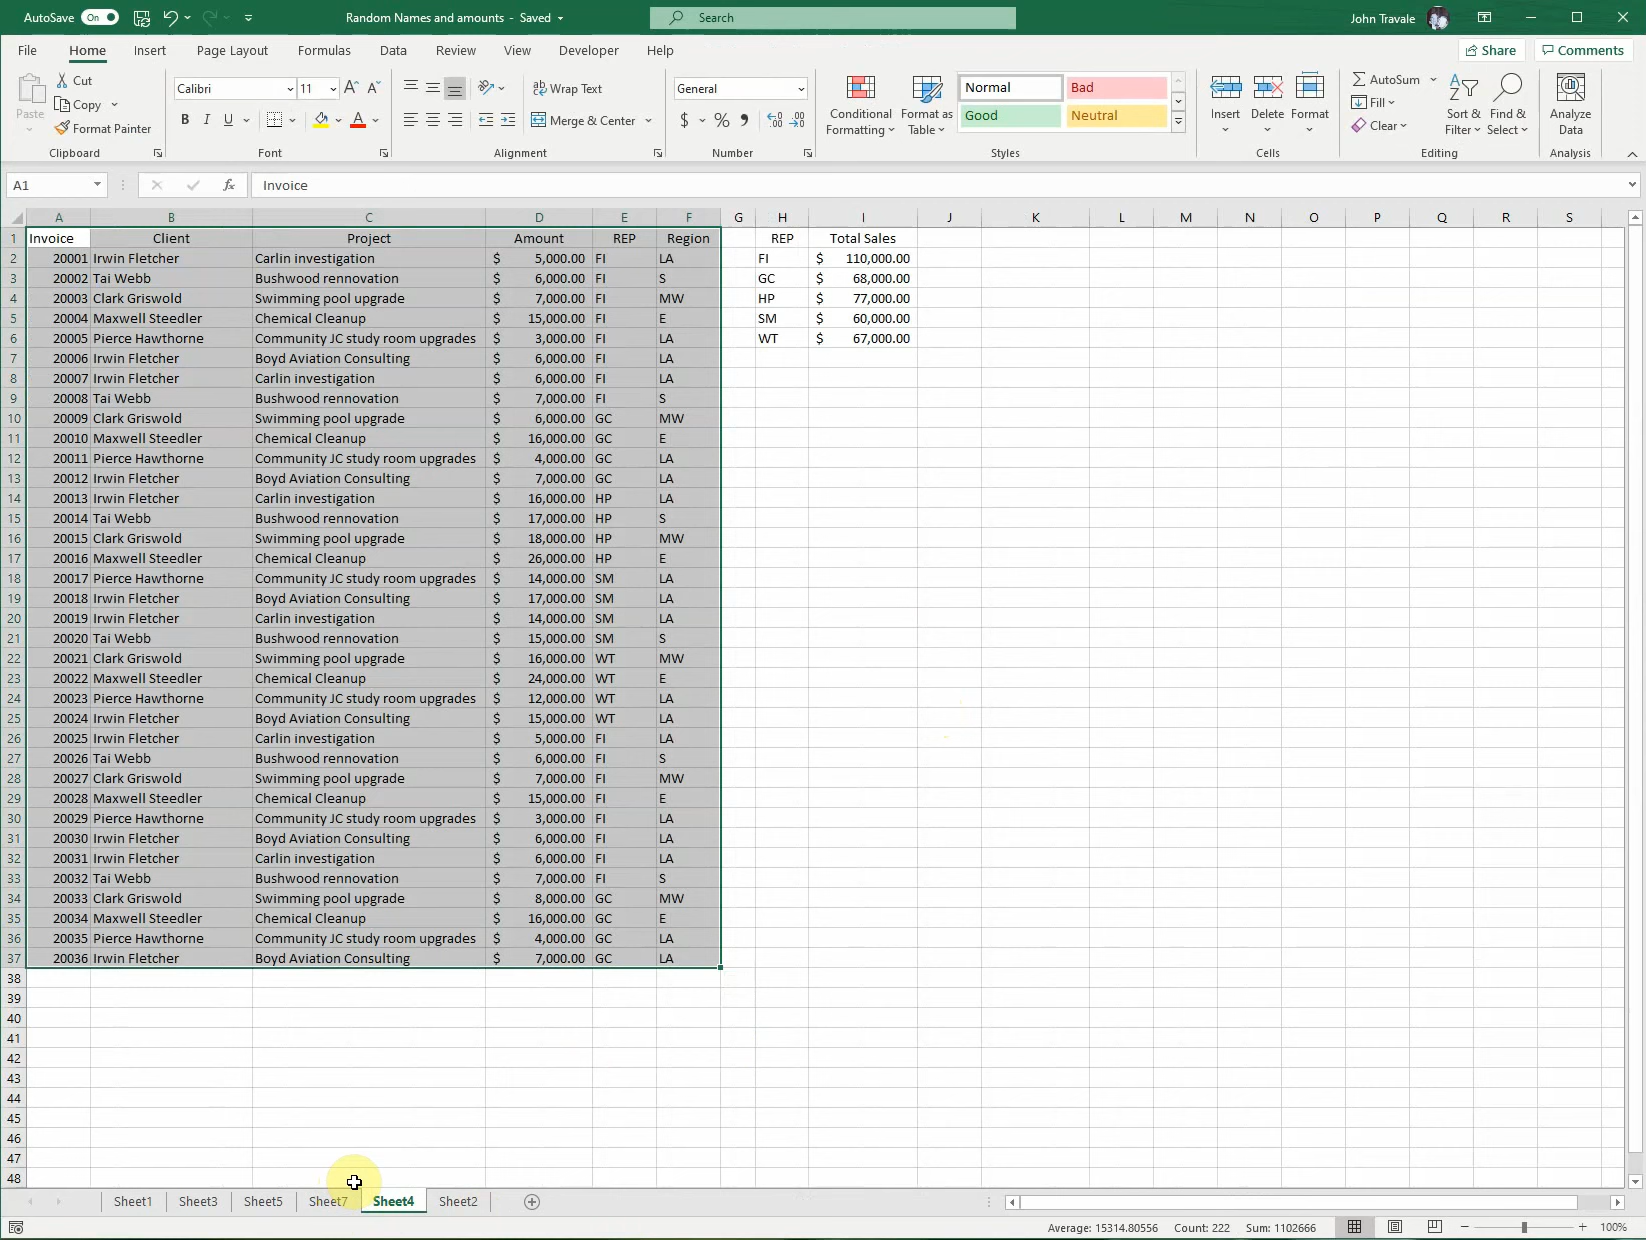 AutoSave On Random Names and amounts - Saved Search John Travale
File Home Insert Page Layout Formulas Data Review View Developer Help Share Comments
Paste Cut Copy Format Painter Clipboard
Calibri 11 A A B I U A Font
Wrap Text Merge & Center Alignment
General $ % Number
Conditional Formatting Format as Table Normal Bad Good Neutral Styles
Insert Delete Format Cells
AutoSum Fill Clear Sort & Filter Find & Select Editing
Analyze Data Analysis
A1 fx Invoice
A B C D E F G H I J K L M N O P Q R S
1 Invoice Client Project Amount REP Region REP Total Sales
2 20001 Irwin Fletcher Carlin investigation $ 5,000.00 FI LA FI $ 110,000.00
3 20002 Tai Webb Bushwood rennovation $ 6,000.00 FI S GC $ 68,000.00
4 20003 Clark Griswold Swimming pool upgrade $ 7,000.00 FI MW HP $ 77,000.00
5 20004 Maxwell Steedler Chemical Cleanup $ 15,000.00 FI E SM $ 60,000.00
6 20005 Pierce Hawthorne Community JC study room upgrades $ 3,000.00 FI LA WT $ 67,000.00
7 20006 Irwin Fletcher Boyd Aviation Consulting $ 6,000.00 FI LA
8 20007 Irwin Fletcher Carlin investigation $ 6,000.00 FI LA
9 20008 Tai Webb Bushwood rennovation $ 7,000.00 FI S
10 20009 Clark Griswold Swimming pool upgrade $ 6,000.00 GC MW
11 20010 Maxwell Steedler Chemical Cleanup $ 16,000.00 GC E
12 20011 Pierce Hawthorne Community JC study room upgrades $ 4,000.00 GC LA
13 20012 Irwin Fletcher Boyd Aviation Consulting $ 7,000.00 GC LA
14 20013 Irwin Fletcher Carlin investigation $ 16,000.00 HP LA
15 20014 Tai Webb Bushwood rennovation $ 17,000.00 HP S
16 20015 Clark Griswold Swimming pool upgrade $ 18,000.00 HP MW
17 20016 Maxwell Steedler Chemical Cleanup $ 26,000.00 HP E
18 20017 Pierce Hawthorne Community JC study room upgrades $ 14,000.00 SM LA
19 20018 Irwin Fletcher Boyd Aviation Consulting $ 17,000.00 SM LA
20 20019 Irwin Fletcher Carlin investigation $ 14,000.00 SM LA
21 20020 Tai Webb Bushwood rennovation $ 15,000.00 SM S
22 20021 Clark Griswold Swimming pool upgrade $ 16,000.00 WT MW
23 20022 Maxwell Steedler Chemical Cleanup $ 24,000.00 WT E
24 20023 Pierce Hawthorne Community JC study room upgrades $ 12,000.00 WT LA
25 20024 Irwin Fletcher Boyd Aviation Consulting $ 15,000.00 WT LA
26 20025 Irwin Fletcher Carlin investigation $ 5,000.00 FI LA
27 20026 Tai Webb Bushwood rennovation $ 6,000.00 FI S
28 20027 Clark Griswold Swimming pool upgrade $ 7,000.00 FI MW
29 20028 Maxwell Steedler Chemical Cleanup $ 15,000.00 FI E
30 20029 Pierce Hawthorne Community JC study room upgrades $ 3,000.00 FI LA
31 20030 Irwin Fletcher Boyd Aviation Consulting $ 6,000.00 FI LA
32 20031 Irwin Fletcher Carlin investigation $ 6,000.00 FI LA
33 20032 Tai Webb Bushwood rennovation $ 7,000.00 FI S
34 20033 Clark Griswold Swimming pool upgrade $ 8,000.00 GC MW
35 20034 Maxwell Steedler Chemical Cleanup $ 16,000.00 GC E
36 20035 Pierce Hawthorne Community JC study room upgrades $ 4,000.00 GC LA
37 20036 Irwin Fletcher Boyd Aviation Consulting $ 7,000.00 GC LA
38
39
40
41
42
43
44
45
46
47
48
Sheet1 Sheet3 Sheet5 Sheet7 Sheet4 Sheet2
Average: 15314.80556 Count: 222 Sum: 1102666 100%